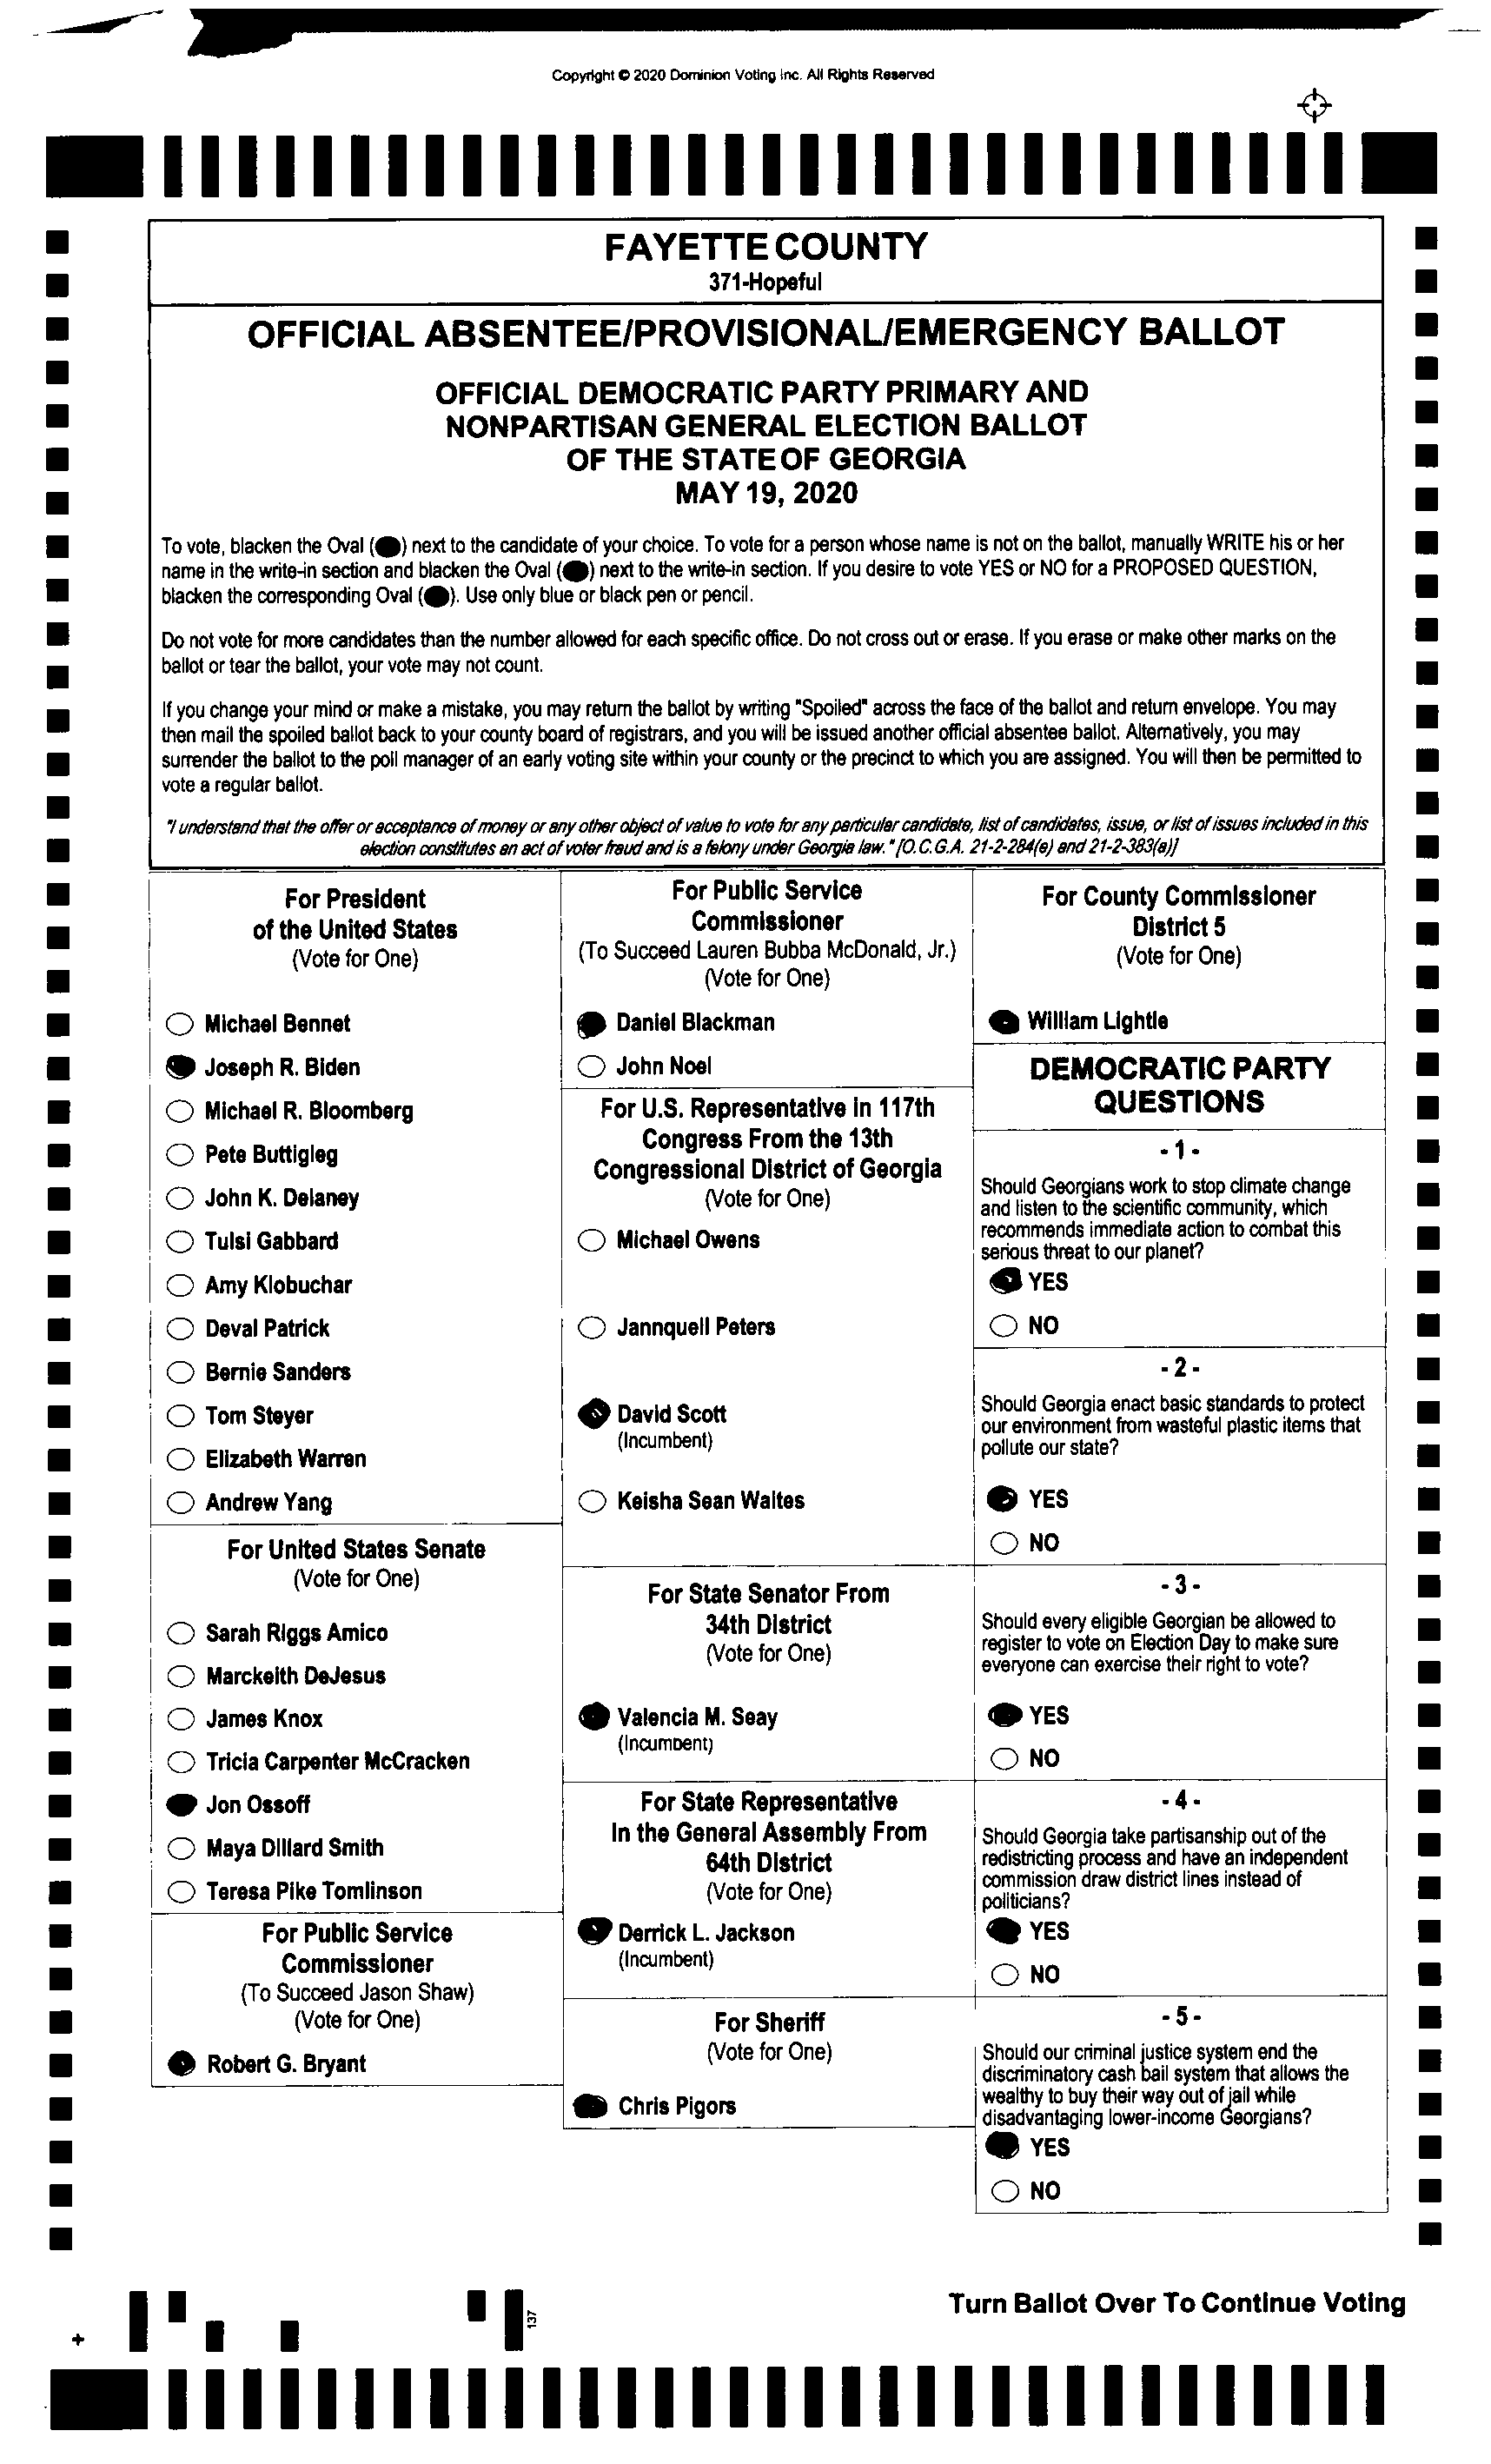 Copyright © 2020 Dominion Voting Inc. All Rights Reserved
FAYETTE COUNTY
371-Hopeful
OFFICIAL ABSENTEE/PROVISIONAL/EMERGENCY BALLOT
OFFICIAL DEMOCRATIC PARTY PRIMARY AND
NONPARTISAN GENERAL ELECTION BALLOT
OF THE STATE OF GEORGIA
MAY 19, 2020
To vote, blacken the Oval ( ) next to the candidate of your choice. To vote for a person whose name is not on the ballot, manually WRITE his or her
name in the write-in section and blacken the Oval ( ) next to the write-in section. If you desire to vote YES or NO for a PROPOSED QUESTION,
blacken the corresponding Oval ( ). Use only blue or black pen or pencil.
Do not vote for more candidates than the number allowed for each specific office. Do not cross out or erase. If you erase or make other marks on the
ballot or tear the ballot, your vote may not count.
If you change your mind or make a mistake, you may return the ballot by writing "Spoiled" across the face of the ballot and return envelope. You may
then mail the spoiled ballot back to your county board of registrars, and you will be issued another official absentee ballot. Alternatively, you may
surrender the ballot to the poll manager of an early voting site within your county or the precinct to which you are assigned. You will then be permitted to
vote a regular ballot.
"I understand that the offer or acceptance of money or any other object of value to vote for any particular candidate, list of candidates, issue, or list of issues included in this
election constitutes an act of voter fraud and is a felony under Georgia law." [O.C.G.A. 21-2-284(e) and 21-2-383(a)]
For President
of the United States
(Vote for One)
Michael Bennet
Joseph R. Biden
Michael R. Bloomberg
Pete Buttigieg
John K. Delaney
Tulsi Gabbard
Amy Klobuchar
Deval Patrick
Bernie Sanders
Tom Steyer
Elizabeth Warren
Andrew Yang
For United States Senate
(Vote for One)
Sarah Riggs Amico
Marckeith DeJesus
James Knox
Tricia Carpenter McCracken
Jon Ossoff
Maya Dillard Smith
Teresa Pike Tomlinson
For Public Service
Commissioner
(To Succeed Jason Shaw)
(Vote for One)
Robert G. Bryant
For Public Service
Commissioner
(To Succeed Lauren Bubba McDonald, Jr.)
(Vote for One)
Daniel Blackman
John Noel
For U.S. Representative in 117th
Congress From the 13th
Congressional District of Georgia
(Vote for One)
Michael Owens
Jannquell Peters
David Scott
(Incumbent)
Keisha Sean Waites
For State Senator From
34th District
(Vote for One)
Valencia M. Seay
(Incumbent)
For State Representative
In the General Assembly From
64th District
(Vote for One)
Derrick L. Jackson
(Incumbent)
For Sheriff
(Vote for One)
Chris Pigors
For County Commissioner
District 5
(Vote for One)
William Lightle
DEMOCRATIC PARTY
QUESTIONS
- 1 -
Should Georgians work to stop climate change
and listen to the scientific community, which
recommends immediate action to combat this
serious threat to our planet?
YES
NO
- 2 -
Should Georgia enact basic standards to protect
our environment from wasteful plastic items that
pollute our state?
YES
NO
- 3 -
Should every eligible Georgian be allowed to
register to vote on Election Day to make sure
everyone can exercise their right to vote?
YES
NO
- 4 -
Should Georgia take partisanship out of the
redistricting process and have an independent
commission draw district lines instead of
politicians?
YES
NO
- 5 -
Should our criminal justice system end the
discriminatory cash bail system that allows the
wealthy to buy their way out of jail while
disadvantaging lower-income Georgians?
YES
NO
Turn Ballot Over To Continue Voting
137